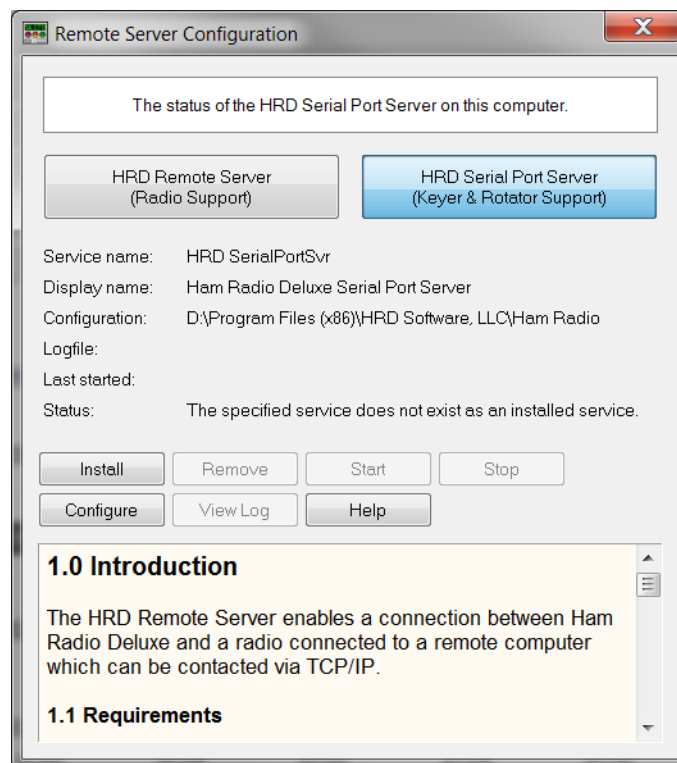 Remote Server Configuration
The status of the HRD Serial Port Server on this computer.
HRD Remote Server
(Radio Support)
HRD Serial Port Server
(Keyer & Rotator Support)
Service name: HRD SerialPortSvr
Display name: Ham Radio Deluxe Serial Port Server
Configuration: D:\Program Files (x86)\HRD Software, LLC\Ham Radio
Logfile:
Last started:
Status: The specified service does not exist as an installed service.
Install Remove Start Stop
Configure View Log Help
1.0 Introduction
The HRD Remote Server enables a connection between Ham
Radio Deluxe and a radio connected to a remote computer
which can be contacted via TCP/IP.
1.1 Requirements